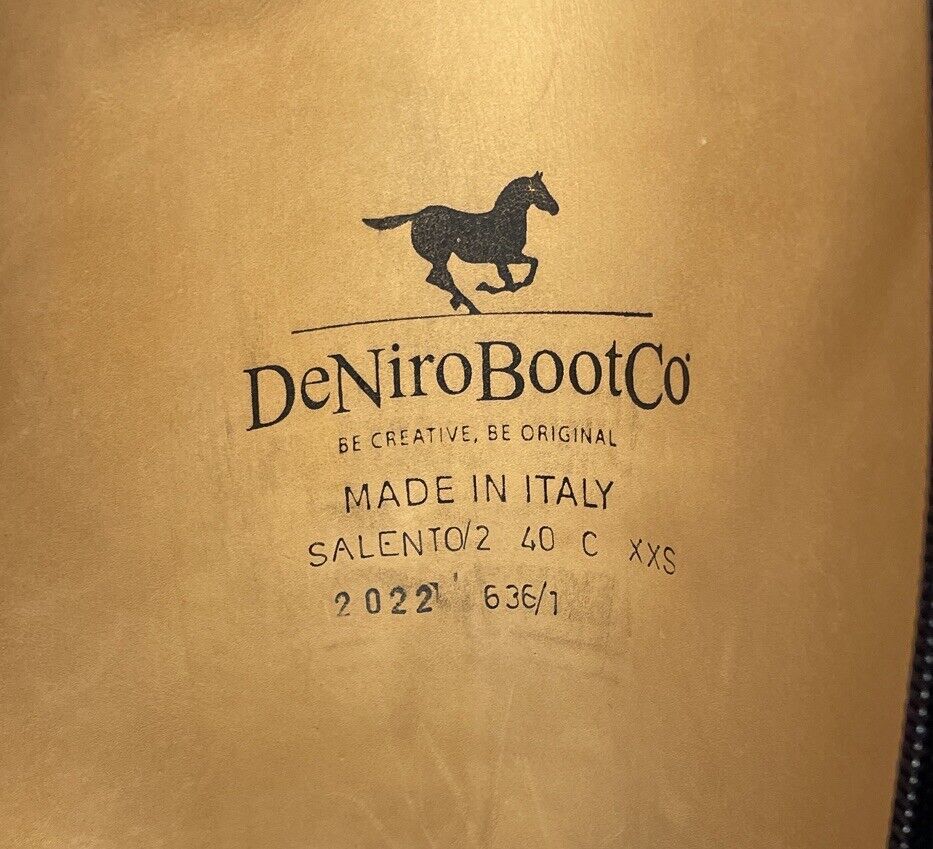 DeNiroBootCo
BE CREATIVE, BE ORIGINAL
MADE IN ITALY
SALENTO/2 40 C XXS
2022 636/1